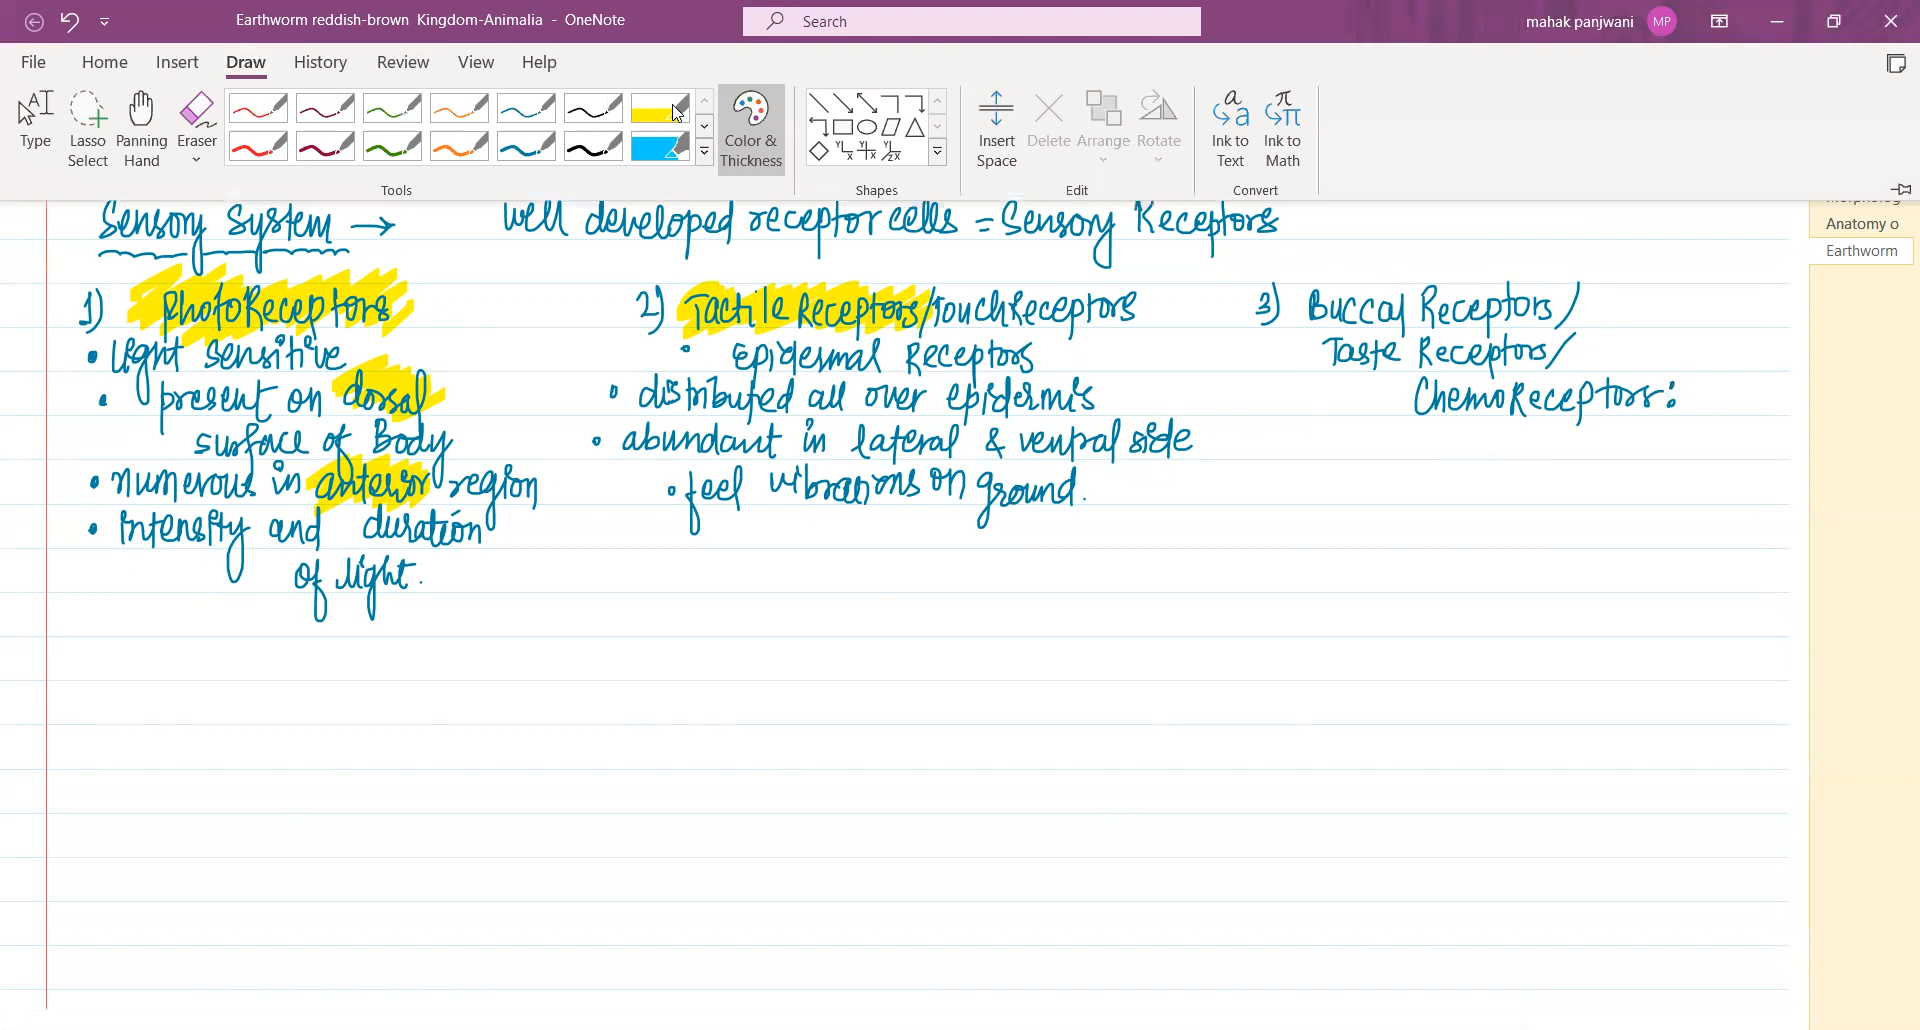 Earthworm reddish-brown Kingdom-Animalia - OneNote
Search
mahak panjwani MP
File Home Insert Draw History Review View Help
Type
Lasso Select
Panning Hand
Eraser
Color & Thickness
Insert Space
Delete
Arrange
Rotate
Ink to Text
Ink to Math
Tools
Shapes
Edit
Convert
Anatomy o
Earthworm
Sensory System → well developed receptor cells = Sensory Receptors
1) PhotoReceptors
• light sensitive
• present on dorsal
surface of Body
• numerous in anterior region
• intensity and duration
of light.
2) Tactile Receptors/TouchReceptors
• Epidermal Receptors
• distributed all over epidermis
• abundant in lateral & ventral side
• feel vibrations on ground.
3) Buccal Receptors/
Taste Receptors/
ChemoReceptors: